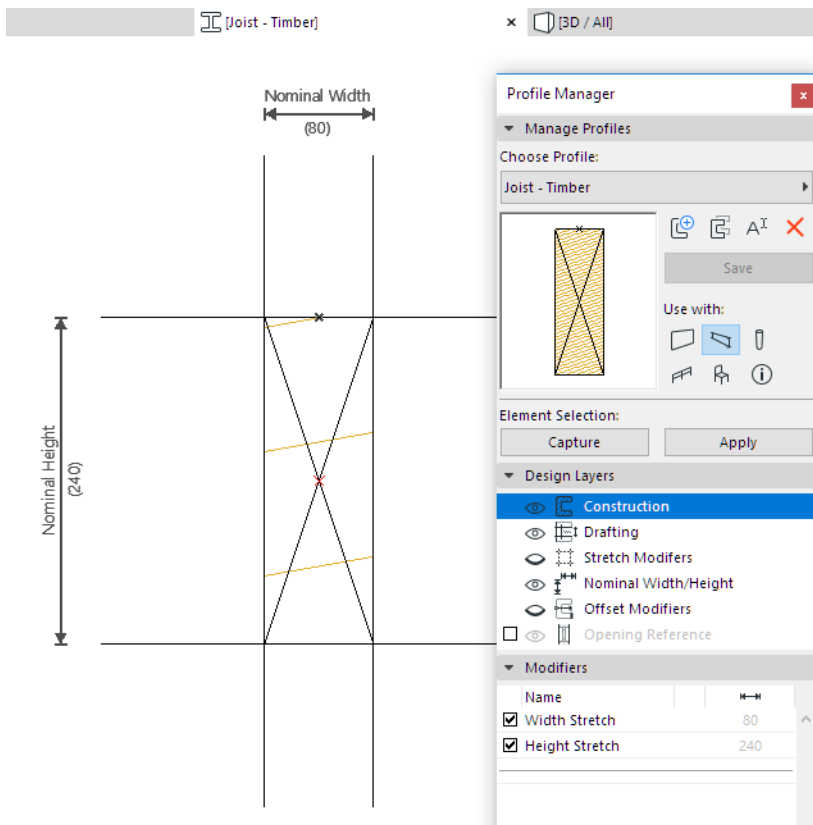 [Joist - Timber]
[3D / All]
Nominal Width
(80)
Nominal Height
(240)
Profile Manager
Manage Profiles
Choose Profile:
Joist - Timber
Save
Use with:
Element Selection:
Capture
Apply
Design Layers
Construction
Drafting
Stretch Modifers
Nominal Width/Height
Offset Modifiers
Opening Reference
Modifiers
Name
Width Stretch 80
Height Stretch 240